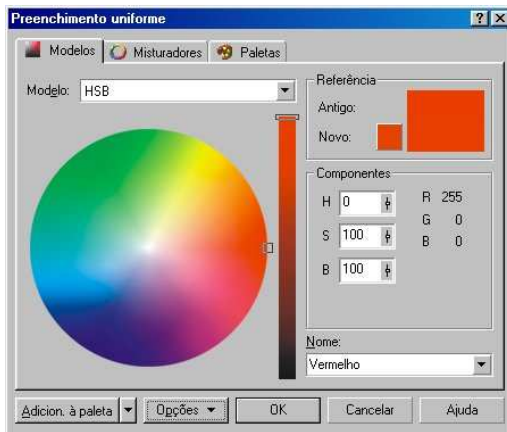 Preenchimento uniforme
Modelos Misturadores Paletas
Modelo: HSB
Referência
Antigo:
Novo:
Componentes
H 0 R 255
S 100 G 0
B 100 B 0
Nome:
Vermelho
Adicion. à paleta Opções OK Cancelar Ajuda